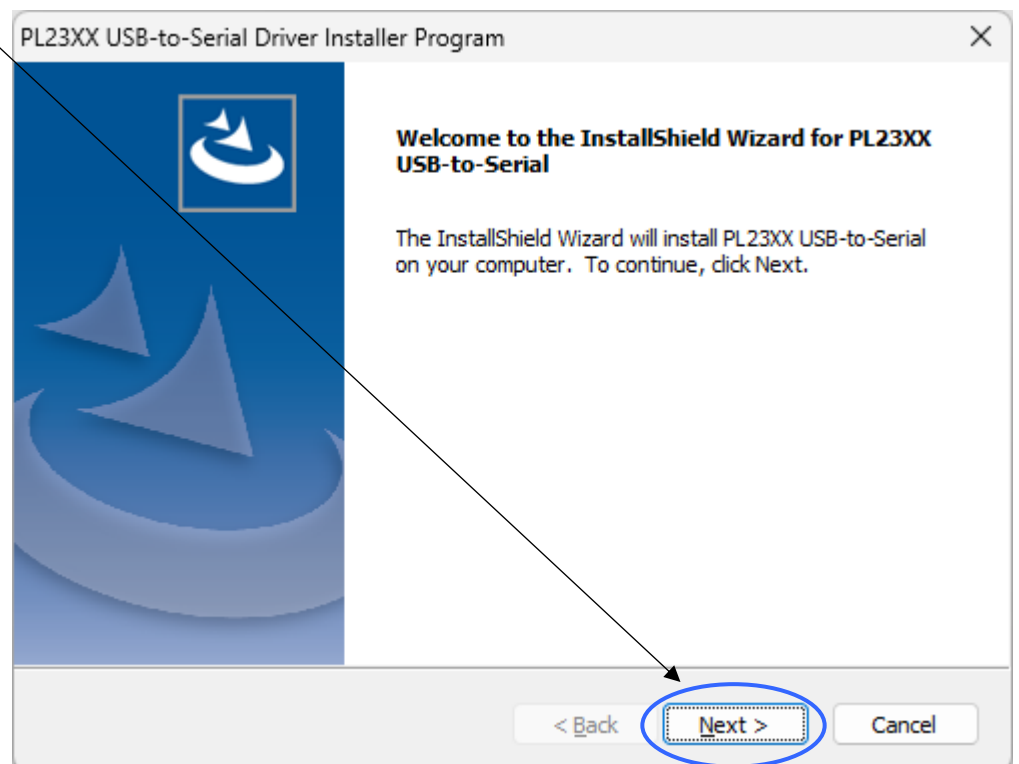 PL23XX USB-to-Serial Driver Installer Program
Welcome to the InstallShield Wizard for PL23XX
USB-to-Serial
The InstallShield Wizard will install PL23XX USB-to-Serial
on your computer.  To continue, click Next.
< Back
Next >
Cancel